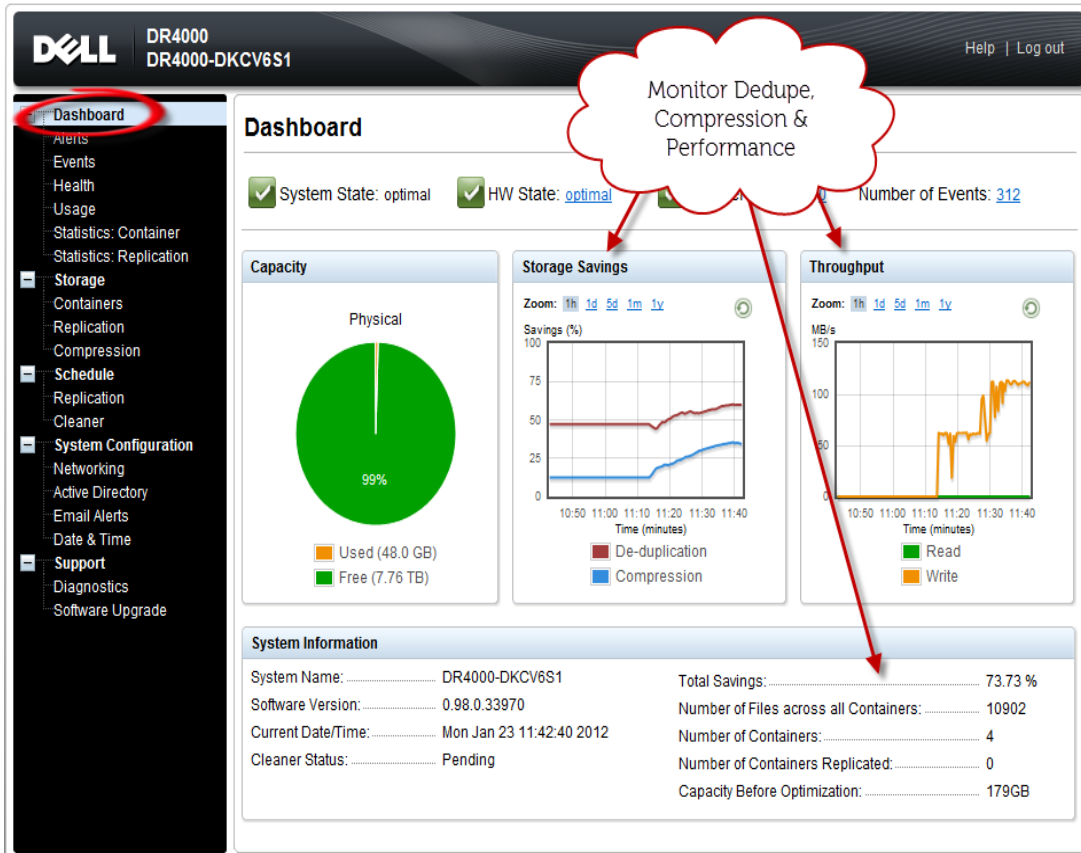 DELL
DR4000
DR4000-DKCV6S1
Help | Log out
Monitor Dedupe,
Compression &
Performance
Dashboard
Alerts
Events
Health
Usage
Statistics: Container
Statistics: Replication
Storage
Containers
Replication
Compression
Schedule
Replication
Cleaner
System Configuration
Networking
Active Directory
Email Alerts
Date & Time
Support
Diagnostics
Software Upgrade
Dashboard
System State: optimal HW State: optimal Number of Events: 312
Capacity
Physical
99%
Used (48.0 GB)
Free (7.76 TB)
Storage Savings
Zoom: 1h 1d 5d 1m 1y
Savings (%)
100
75
50
25
0
10:50 11:00 11:10 11:20 11:30 11:40
Time (minutes)
De-duplication
Compression
Throughput
Zoom: 1h 1d 5d 1m 1y
MB/s
150
100
50
0
10:50 11:00 11:10 11:20 11:30 11:40
Time (minutes)
Read
Write
System Information
System Name: DR4000-DKCV6S1
Software Version: 0.98.0.33970
Current Date/Time: Mon Jan 23 11:42:40 2012
Cleaner Status: Pending
Total Savings: 73.73 %
Number of Files across all Containers: 10902
Number of Containers: 4
Number of Containers Replicated: 0
Capacity Before Optimization: 179GB